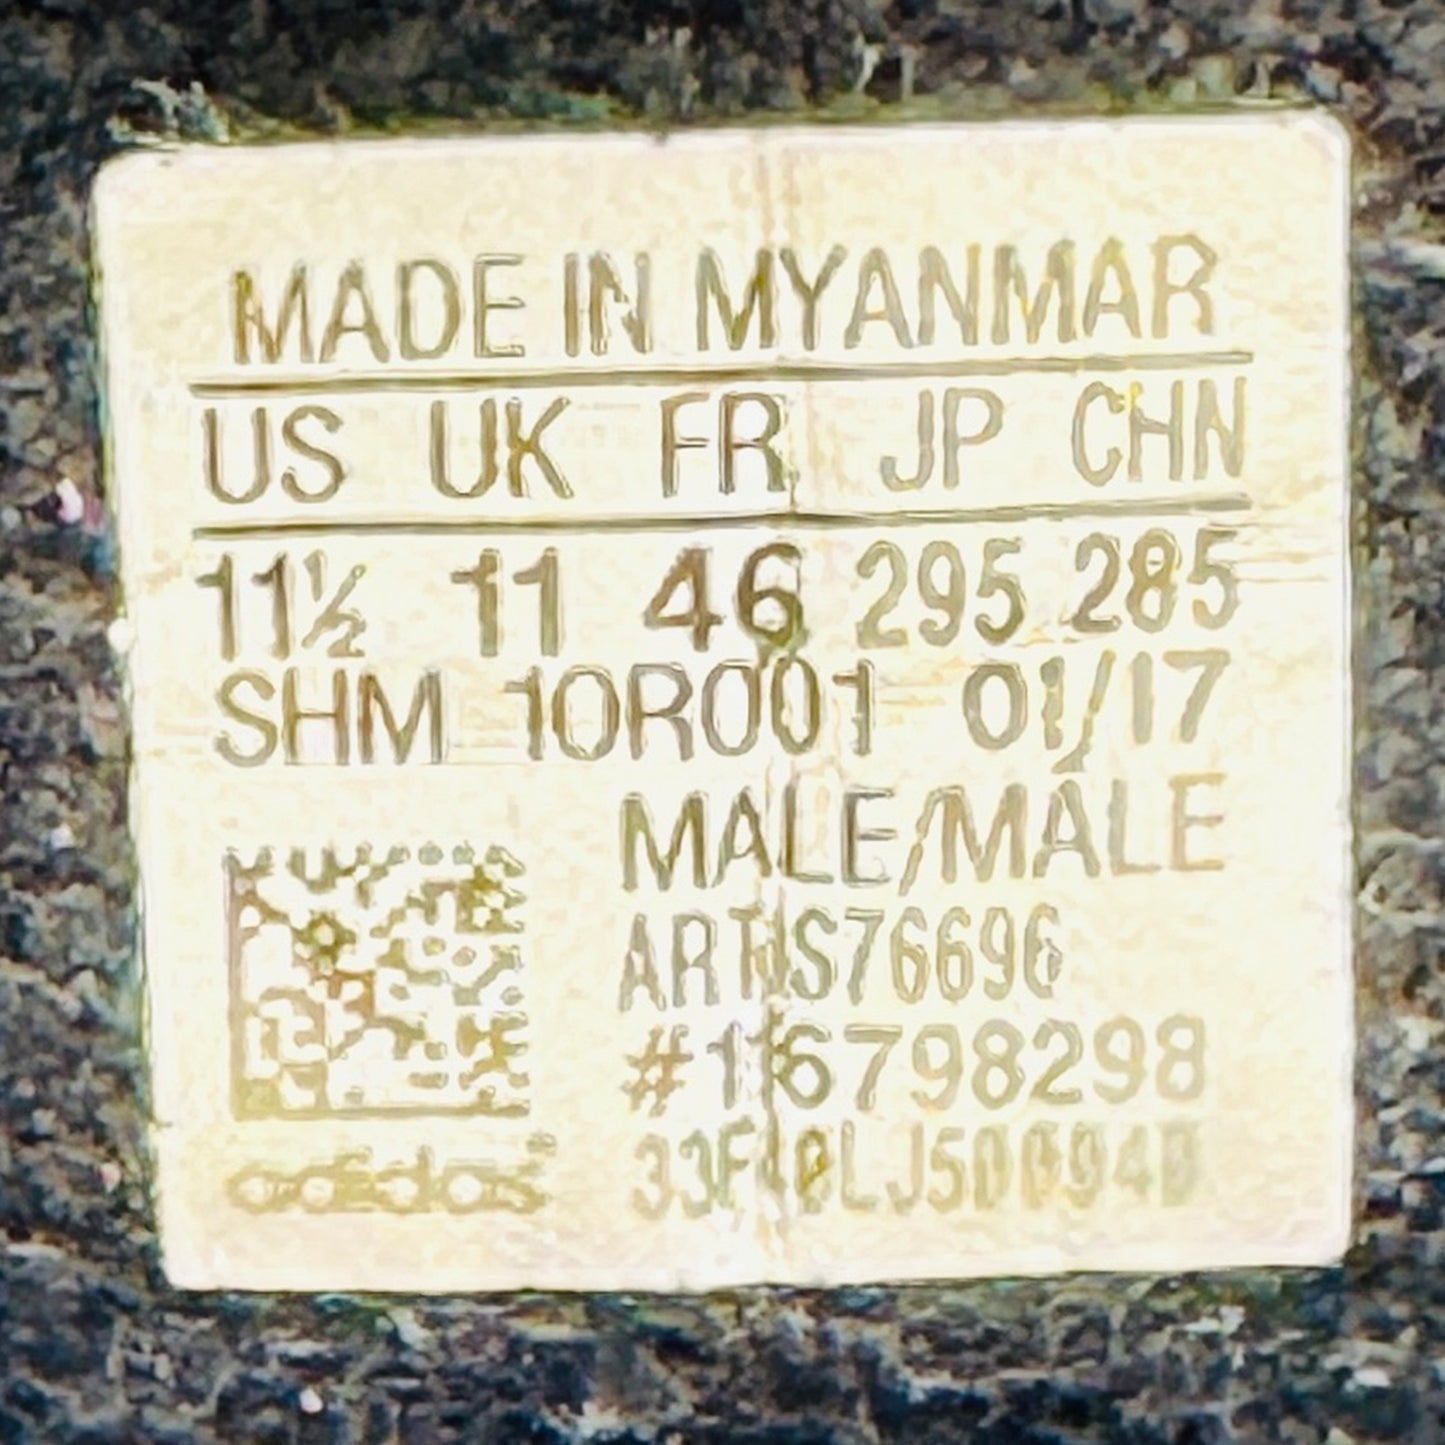 MADE IN MYANMAR
US UK FR JP CHN
11½ 11 46 295 285
SHM 10R001 01/17
MALE/MÂLE
ART S76696
#116798298
adidas